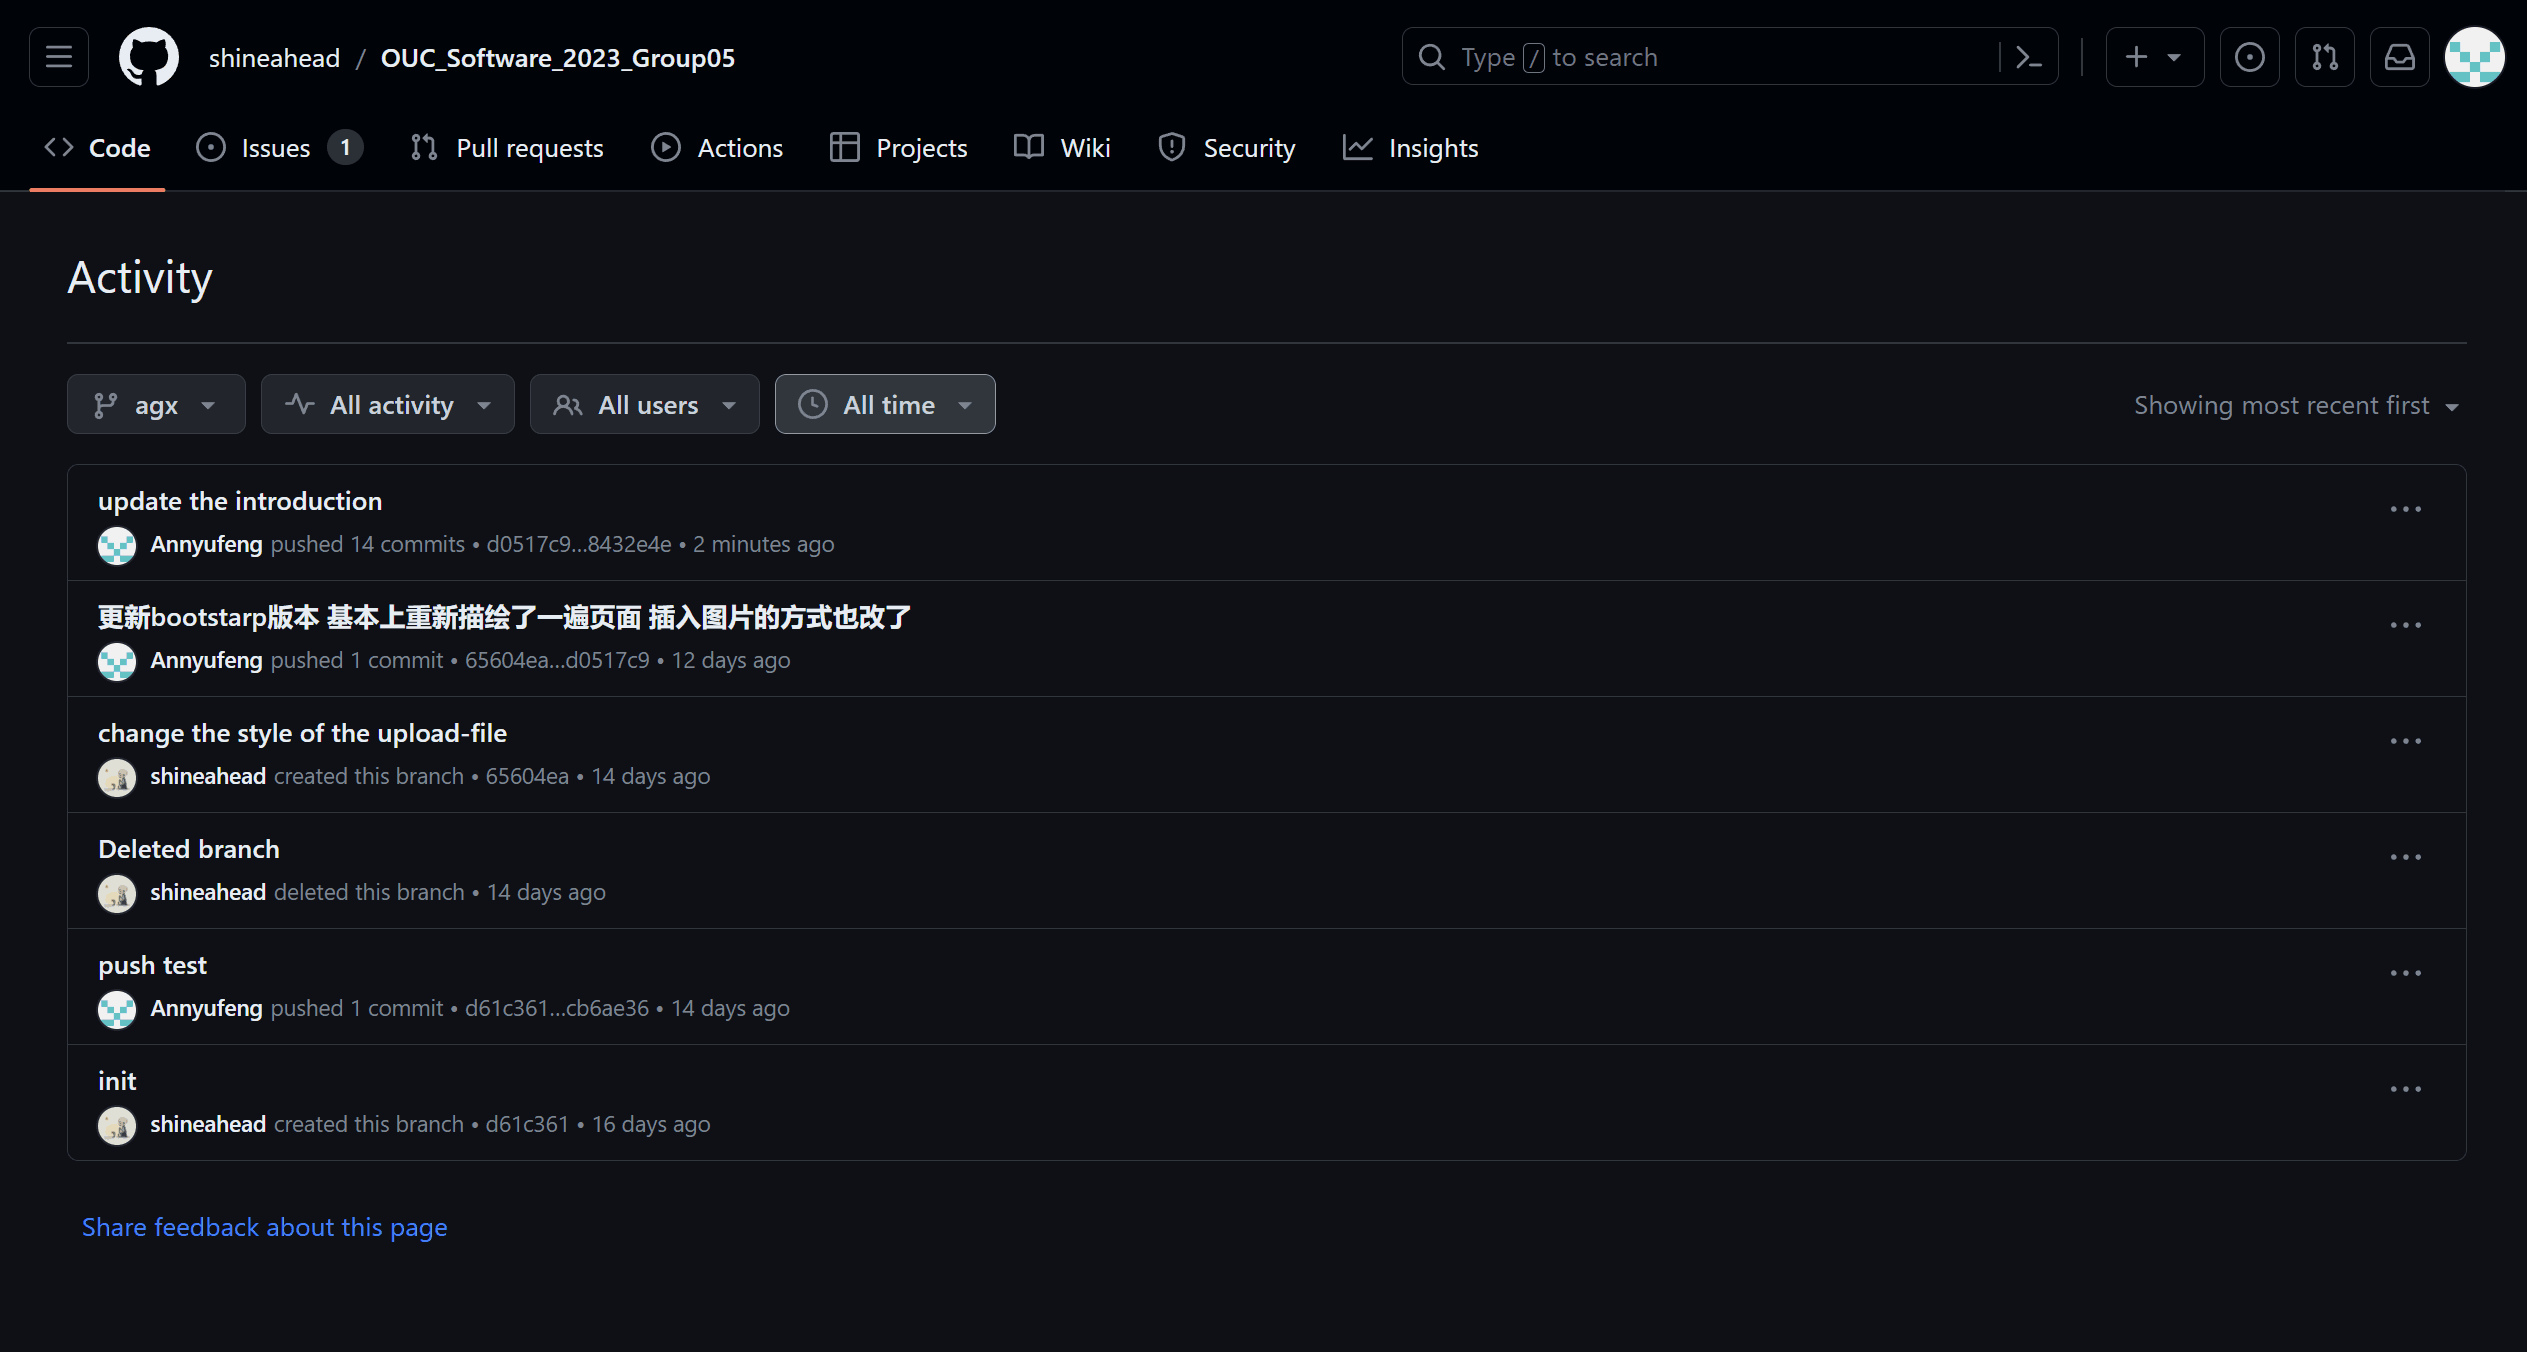 shineahead / OUC_Software_2023_Group05
Type / to search
Code Issues 1 Pull requests Actions Projects Wiki Security Insights
Activity
agx All activity All users All time Showing most recent first
update the introduction
Annyufeng pushed 14 commits • d0517c9...8432e4e • 2 minutes ago
更新bootstarp版本 基本上重新描绘了一遍页面 插入图片的方式也改了
Annyufeng pushed 1 commit • 65604ea...d0517c9 • 12 days ago
change the style of the upload-file
shineahead created this branch • 65604ea • 14 days ago
Deleted branch
shineahead deleted this branch • 14 days ago
push test
Annyufeng pushed 1 commit • d61c361...cb6ae36 • 14 days ago
init
shineahead created this branch • d61c361 • 16 days ago
Share feedback about this page